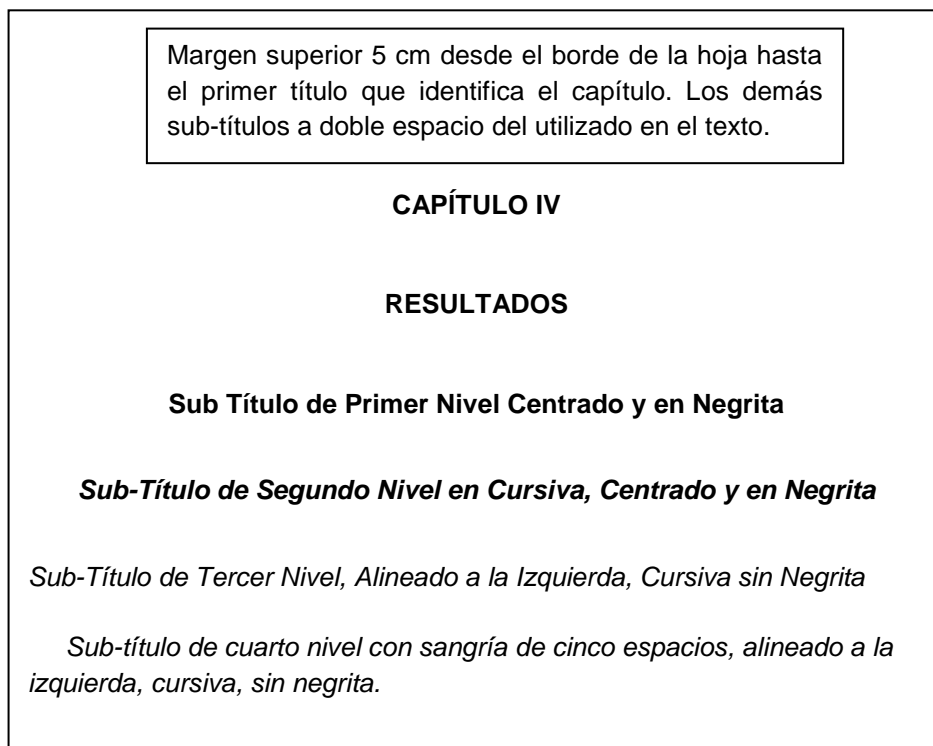 Margen superior 5 cm desde el borde de la hoja hasta
el primer título que identifica el capítulo. Los demás
sub-títulos a doble espacio del utilizado en el texto.
CAPÍTULO IV
RESULTADOS
Sub Título de Primer Nivel Centrado y en Negrita
Sub-Título de Segundo Nivel en Cursiva, Centrado y en Negrita
Sub-Título de Tercer Nivel, Alineado a la Izquierda, Cursiva sin Negrita
Sub-título de cuarto nivel con sangría de cinco espacios, alineado a la
izquierda, cursiva, sin negrita.